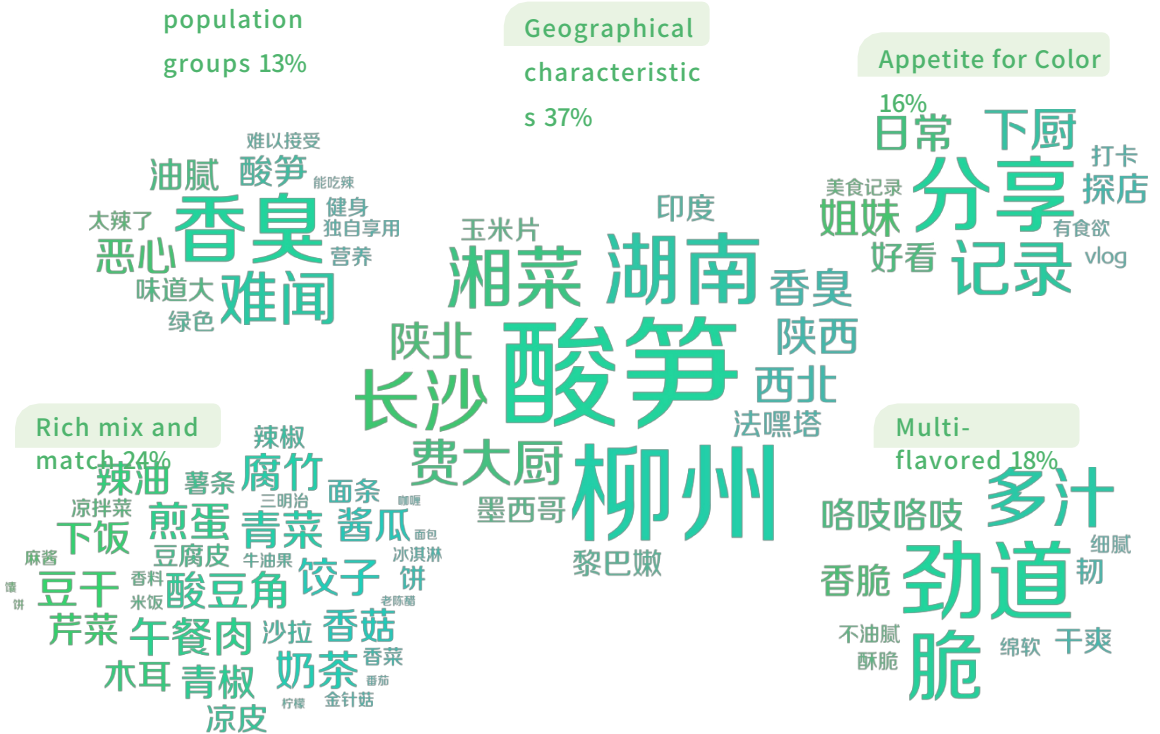 population
groups 13%
难以接受
油腻 酸笋
能吃辣
香臭
健身
太辣了
独自享用
恶心
营养
味道大
难闻
绿色
Geographical
characteristic
s 37%
印度
玉米片
湘菜 湖南
香臭
陕北 酸笋 陕西
长沙
西北
法嘿塔
费大厨
柳州
墨西哥
黎巴嫩
Appetite for Color
16%
日常 下厨
打卡
分享
探店
美食记录
姐妹
有食欲
好看 记录
vlog
Rich mix and
match 24%
辣椒
辣油 薯条 腐竹
面条
三明治
咖喱
凉拌菜
煎蛋 青菜 酱瓜
下饭
面包
豆腐皮 牛油果 冰淇淋
麻酱
饺子 饼
豆干 香料 酸豆角
馕
饼
米饭
老陈醋
芹菜 午餐肉 沙拉 香菇
木耳 青椒 奶茶 香菜
番茄
柠檬 金针菇
凉皮
Multi-
flavored 18%
多汁
咯吱咯吱
细腻
劲道
香脆
韧
不油腻
脆
绵软 干爽
酥脆